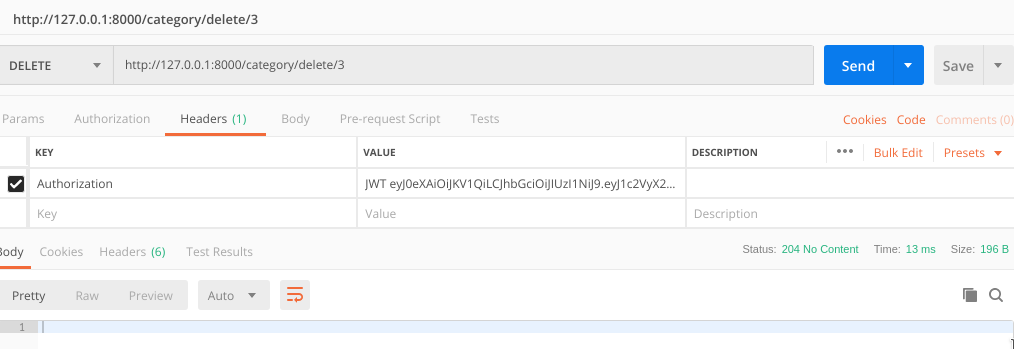 http://127.0.0.1:8000/category/delete/3
DELETE http://127.0.0.1:8000/category/delete/3 Send Save
Params Authorization Headers (1) Body Pre-request Script Tests Cookies Code Comments (0)
KEY VALUE DESCRIPTION ••• Bulk Edit Presets
Authorization JWT eyJ0eXAiOiJKV1QiLCJhbGciOiJIUzI1NiJ9.eyJ1c2VyX2...
Key Value Description
Body Cookies Headers (6) Test Results Status: 204 No Content Time: 13 ms Size: 196 B
Pretty Raw Preview Auto
1